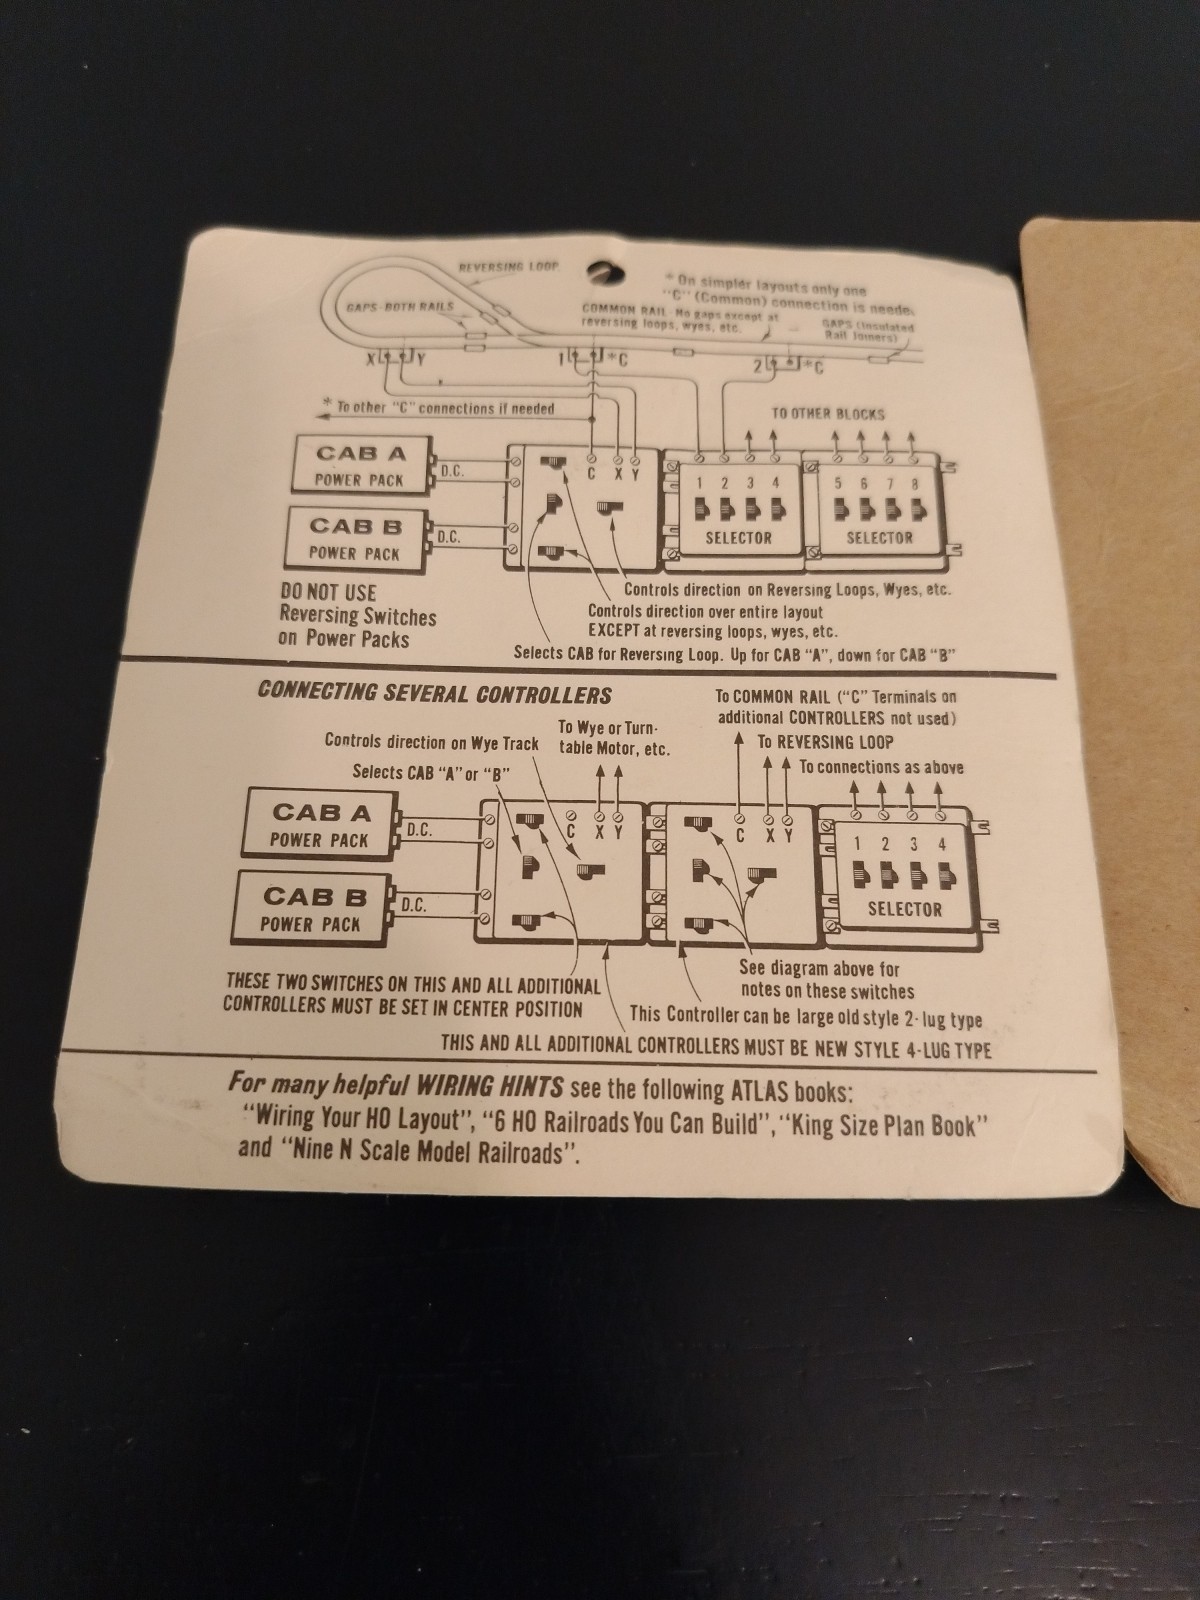 REVERSING LOOP
GAPS-BOTH RAILS
* On simpler layouts only one
"C" (Common) connection is needed
COMMON RAIL-No gaps except at
reversing loops, wyes, etc.
GAPS (Insulated
Rail Joiners)
X Y 1 *C 2 *C
* To other "C" connections if needed
TO OTHER BLOCKS
CAB A
POWER PACK
D.C.
CAB B
POWER PACK
D.C.
C X Y
1 2 3 4
SELECTOR
5 6 7 8
SELECTOR
DO NOT USE
Reversing Switches
on Power Packs
Controls direction on Reversing Loops, Wyes, etc.
Controls direction over entire layout
EXCEPT at reversing loops, wyes, etc.
Selects CAB for Reversing Loop. Up for CAB "A", down for CAB "B"
CONNECTING SEVERAL CONTROLLERS
To COMMON RAIL ("C" Terminals on
additional CONTROLLERS not used)
To Wye or Turn-
table Motor, etc.
Controls direction on Wye Track
To REVERSING LOOP
Selects CAB "A" or "B"
To connections as above
CAB A
POWER PACK
D.C.
CAB B
POWER PACK
D.C.
C X Y
C X Y
1 2 3 4
SELECTOR
THESE TWO SWITCHES ON THIS AND ALL ADDITIONAL
CONTROLLERS MUST BE SET IN CENTER POSITION
See diagram above for
notes on these switches
This Controller can be large old style 2-lug type
THIS AND ALL ADDITIONAL CONTROLLERS MUST BE NEW STYLE 4-LUG TYPE
For many helpful WIRING HINTS see the following ATLAS books:
"Wiring Your HO Layout", "6 HO Railroads You Can Build", "King Size Plan Book"
and "Nine N Scale Model Railroads".